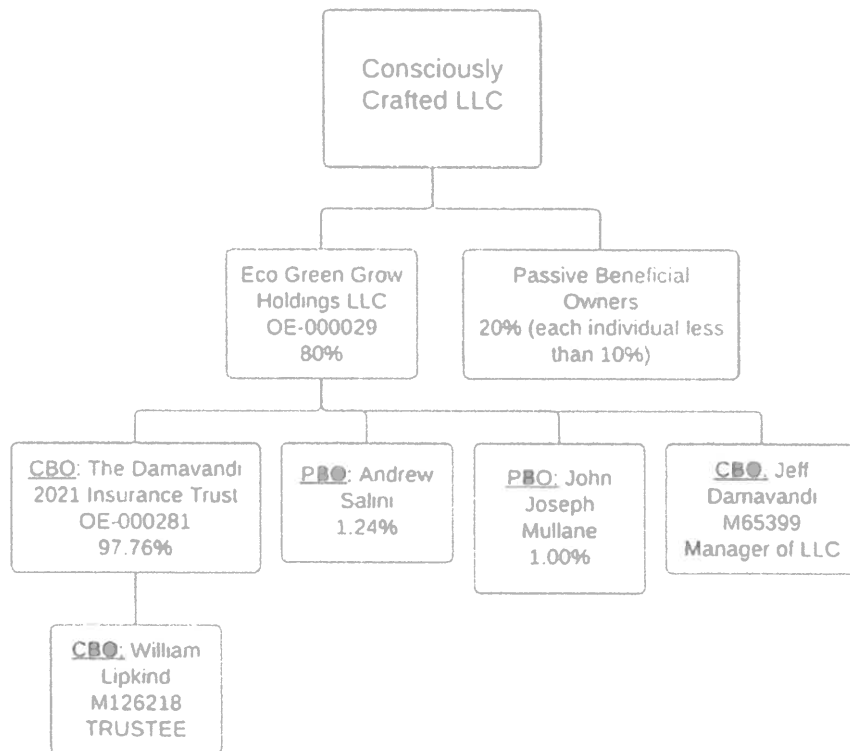 Consciously
Crafted LLC
Eco Green Grow
Holdings LLC
OE-000029
80%
Passive Beneficial
Owners
20% (each individual less
than 10%)
CBO: The Damavandi
2021 Insurance Trust
OE-000281
97.76%
PBO: Andrew
Salini
1.24%
PBO: John
Joseph
Mullane
1.00%
CBO: Jeff
Damavandi
M65399
Manager of LLC
CBO: William
Lipkind
M126218
TRUSTEE